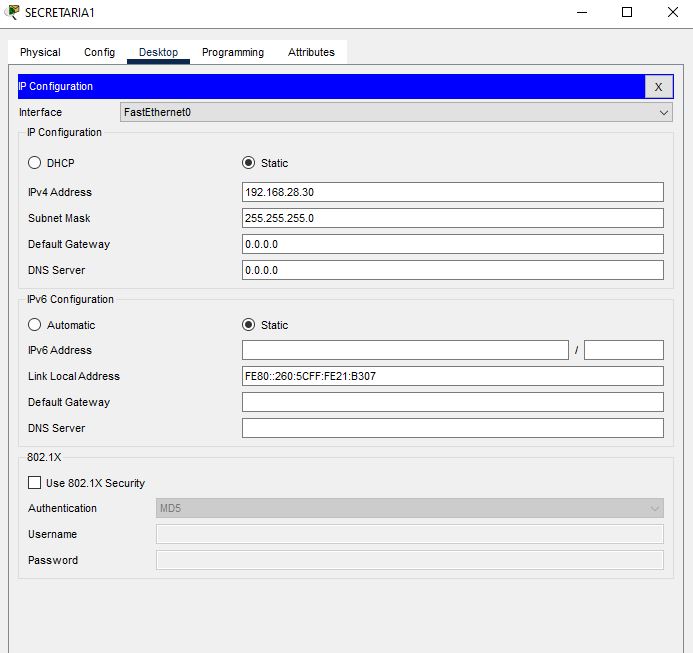 SECRETARIA1
Physical Config Desktop Programming Attributes
IP Configuration X
Interface FastEthernet0
IP Configuration
DHCP Static
IPv4 Address 192.168.28.30
Subnet Mask 255.255.255.0
Default Gateway 0.0.0.0
DNS Server 0.0.0.0
IPv6 Configuration
Automatic Static
IPv6 Address /
Link Local Address FE80::260:5CFF:FE21:B307
Default Gateway
DNS Server
802.1X
Use 802.1X Security
Authentication MD5
Username
Password